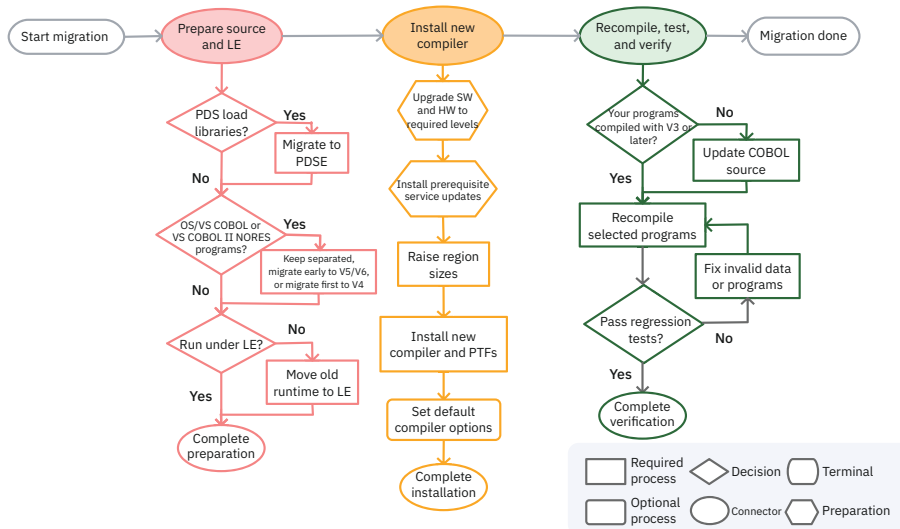 Start migration
Prepare source
and LE
Install new
compiler
Recompile, test,
and verify
Migration done
PDS load
libraries?
Yes
Migrate to
PDSE
No
OS/VS COBOL or
VS COBOL II NORES
programs?
Yes
Keep separated,
migrate early to V5/V6,
or migrate first to V4
No
Run under LE?
No
Move old
runtime to LE
Yes
Complete
preparation
Upgrade SW
and HW to
required levels
Install prerequisite
service updates
Raise region
sizes
Install new
compiler and PTFs
Set default
compiler options
Complete
installation
Your programs
compiled with V3 or
later?
No
Update COBOL
source
Yes
Recompile
selected programs
Fix invalid data
or programs
Pass regression
tests?
No
Yes
Complete
verification
Required
process
Decision
Terminal
Optional
process
Connector
Preparation